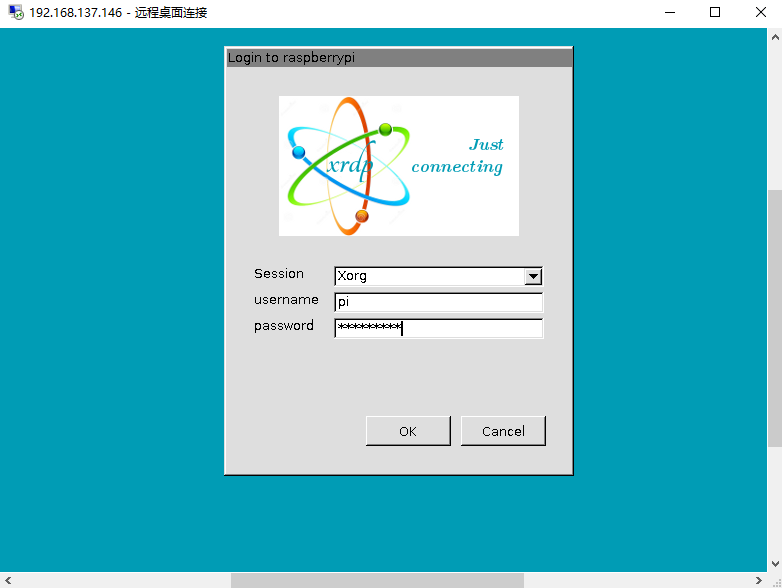 192.168.137.146 - 远程桌面连接
Login to raspberrypi
Just
connecting
xrdp
Session Xorg
username pi
password *********
OK Cancel